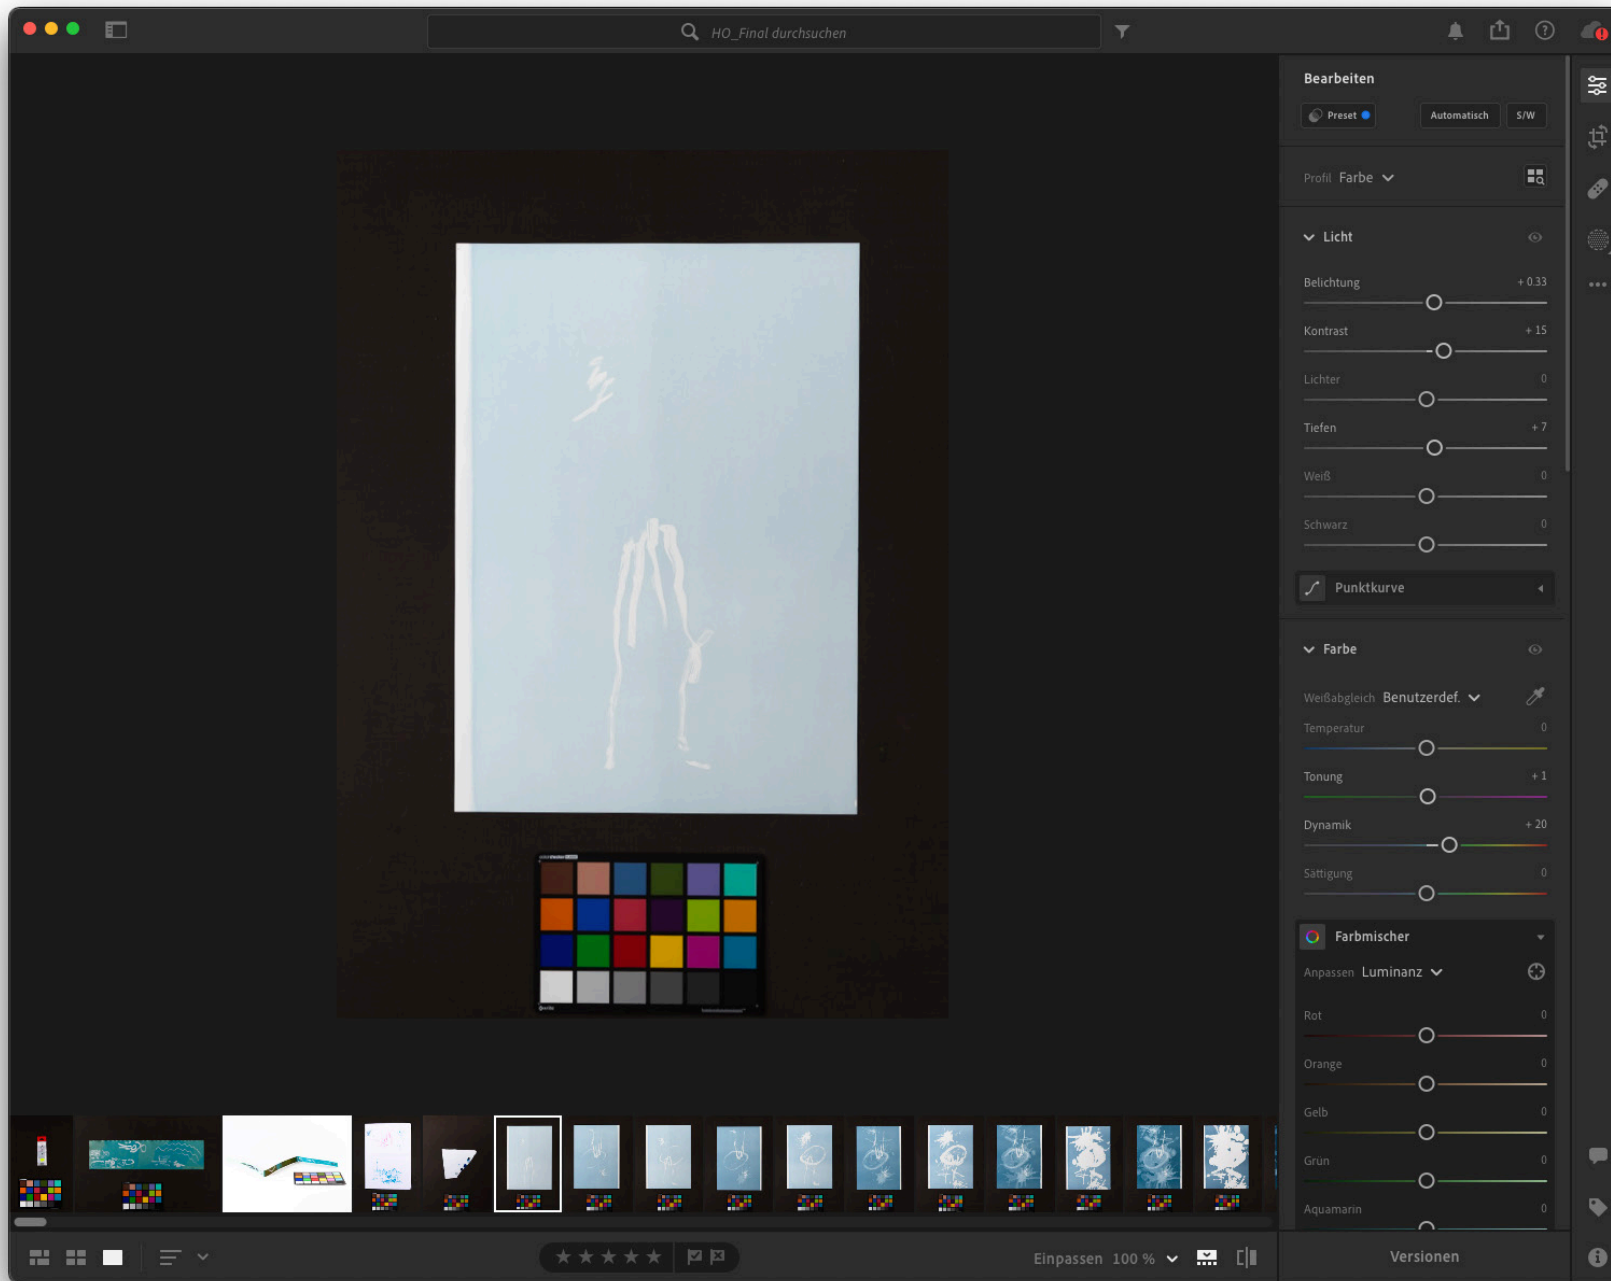 HO_Final durchsuchen
Bearbeiten
Preset
Automatisch
S/W
Profil Farbe
Licht
Belichtung + 0.33
Kontrast + 15
Lichter 0
Tiefen + 7
Weiß 0
Schwarz 0
Punktkurve
Farbe
Weißabgleich Benutzerdef.
Temperatur 0
Tonung + 1
Dynamik + 20
Sättigung 0
Farbmischer
Anpassen Luminanz
Rot 0
Orange 0
Gelb 0
Grün 0
Aquamarin 0
Einpassen 100 %
Versionen